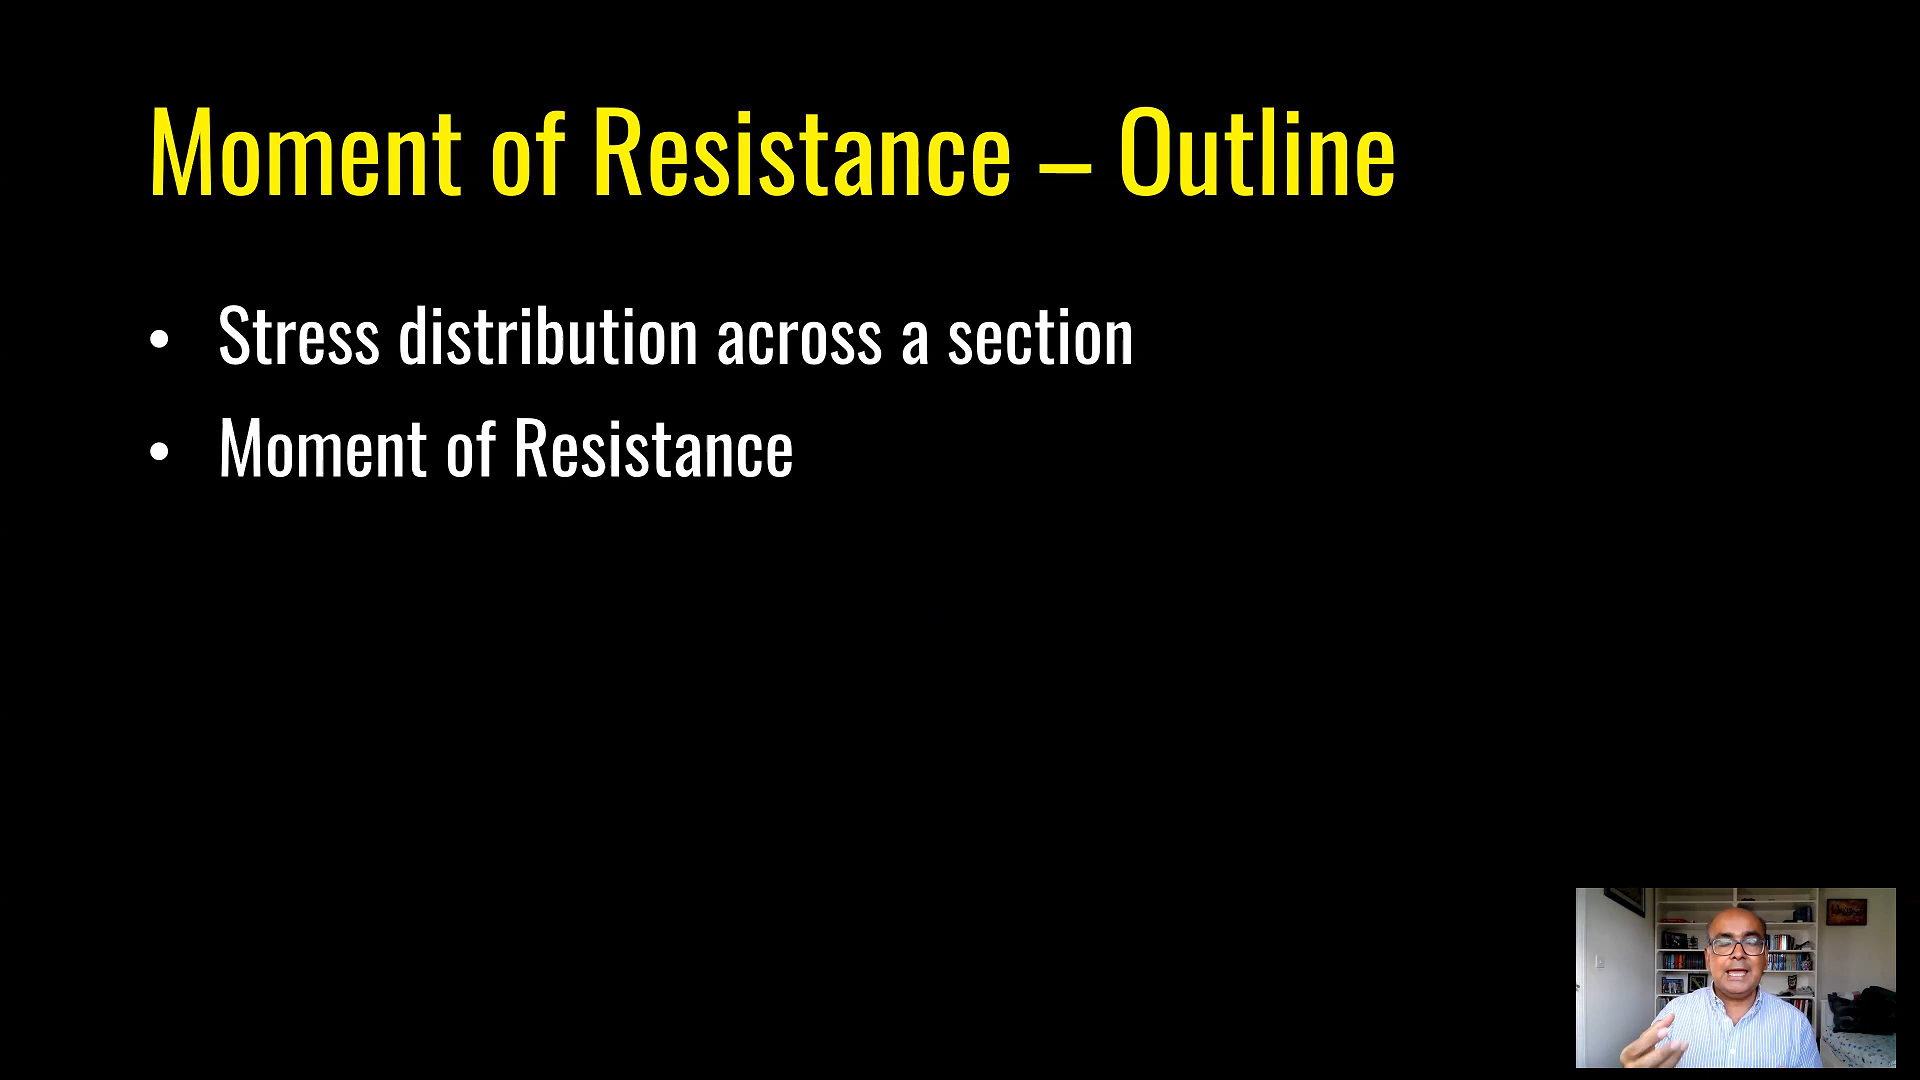 Moment of Resistance – Outline
• Stress distribution across a section
• Moment of Resistance